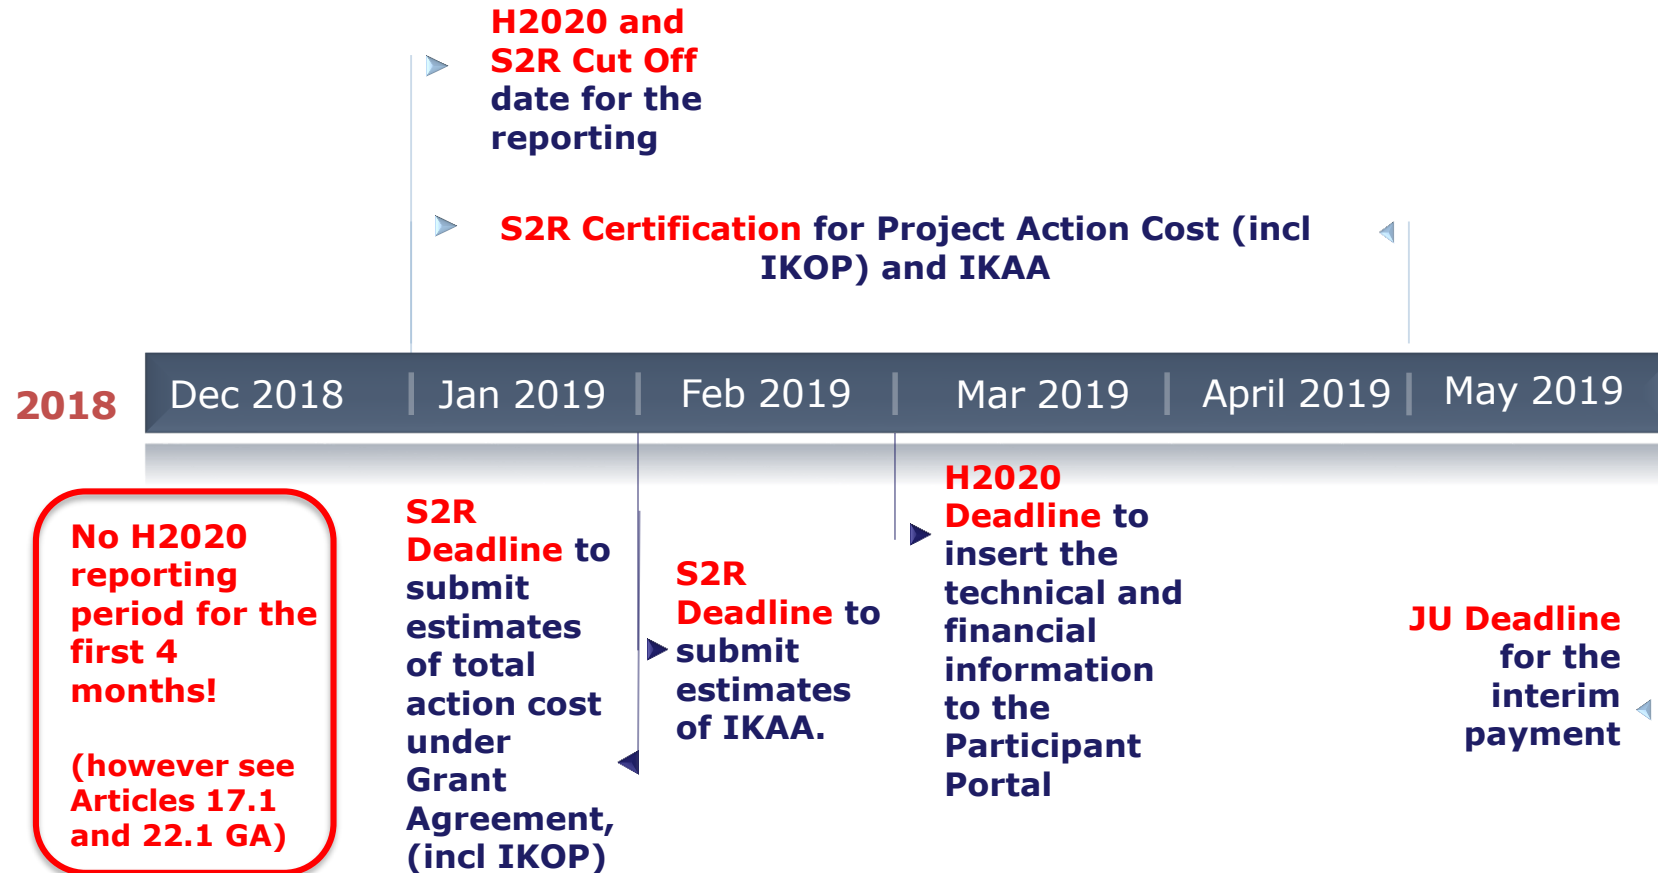 H2020 and
S2R Cut Off
date for the
reporting
S2R Certification for Project Action Cost (incl
IKOP) and IKAA
2018
Dec 2018
Jan 2019
Feb 2019
Mar 2019
April 2019
May 2019
No H2020
reporting
period for the
first 4
months!
(however see
Articles 17.1
and 22.1 GA)
S2R
Deadline to
submit
estimates
of total
action cost
under
Grant
Agreement,
(incl IKOP)
S2R
Deadline to
submit
estimates
of IKAA.
H2020
Deadline to
insert the
technical and
financial
information
to the
Participant
Portal
JU Deadline
for the
interim
payment